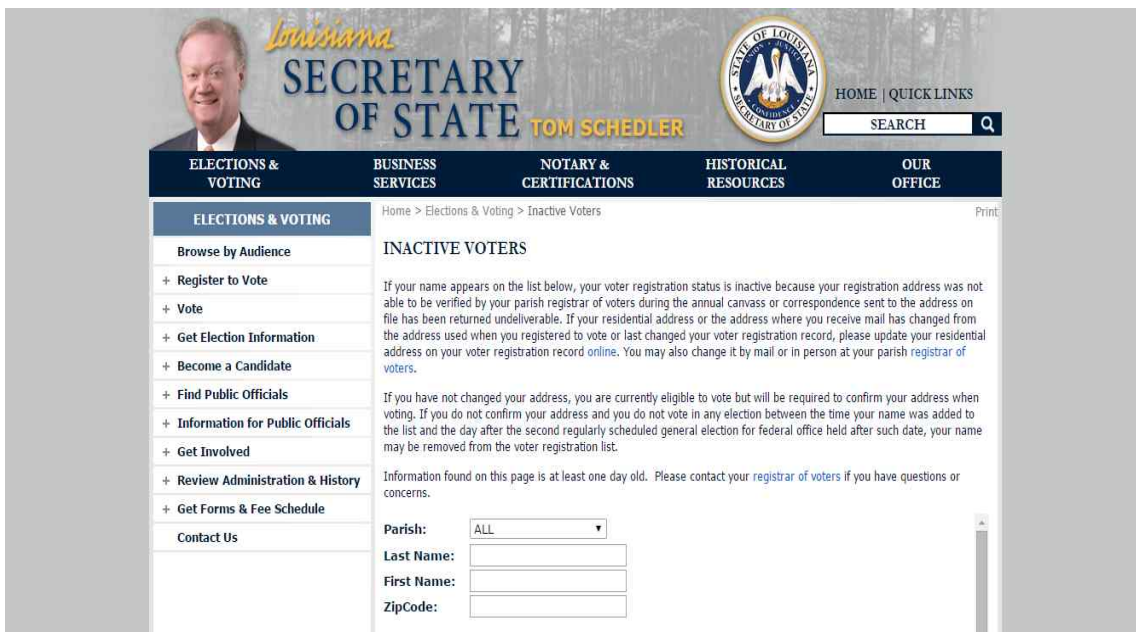 Louisiana
SECRETARY
OF STATE TOM SCHEDLER
STATE OF LOUISIANA
UNION · JUSTICE
CONFIDENCE
SECRETARY OF STATE
HOME | QUICK LINKS
SEARCH
ELECTIONS & VOTING
BUSINESS SERVICES
NOTARY & CERTIFICATIONS
HISTORICAL RESOURCES
OUR OFFICE
ELECTIONS & VOTING
Browse by Audience
+ Register to Vote
+ Vote
+ Get Election Information
+ Become a Candidate
+ Find Public Officials
+ Information for Public Officials
+ Get Involved
+ Review Administration & History
+ Get Forms & Fee Schedule
Contact Us
Home > Elections & Voting > Inactive Voters
Print
INACTIVE VOTERS
If your name appears on the list below, your voter registration status is inactive because your registration address was not
able to be verified by your parish registrar of voters during the annual canvass or correspondence sent to the address on
file has been returned undeliverable. If your residential address or the address where you receive mail has changed from
the address used when you registered to vote or last changed your voter registration record, please update your residential
address on your voter registration record online. You may also change it by mail or in person at your parish registrar of
voters.
If you have not changed your address, you are currently eligible to vote but will be required to confirm your address when
voting. If you do not confirm your address and you do not vote in any election between the time your name was added to
the list and the day after the second regularly scheduled general election for federal office held after such date, your name
may be removed from the voter registration list.
Information found on this page is at least one day old. Please contact your registrar of voters if you have questions or
concerns.
Parish: ALL
Last Name:
First Name:
ZipCode: